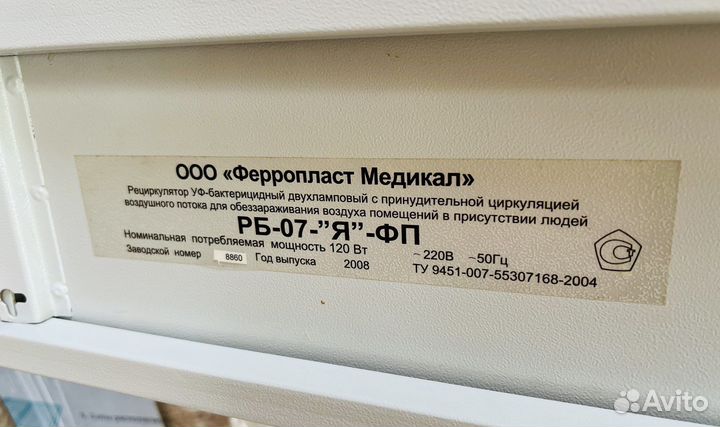 ООО «Ферропласт Медикал»
Рециркулятор УФ-бактерицидный двухламповый с принудительной циркуляцией
воздушного потока для обеззараживания воздуха помещений в присутствии людей
РБ-07-”Я”-ФП
Номинальная потребляемая мощность 120 Вт ~220В ~50Гц
Заводской номер 8860 Год выпуска 2008 ТУ 9451-007-55307168-2004
Avito